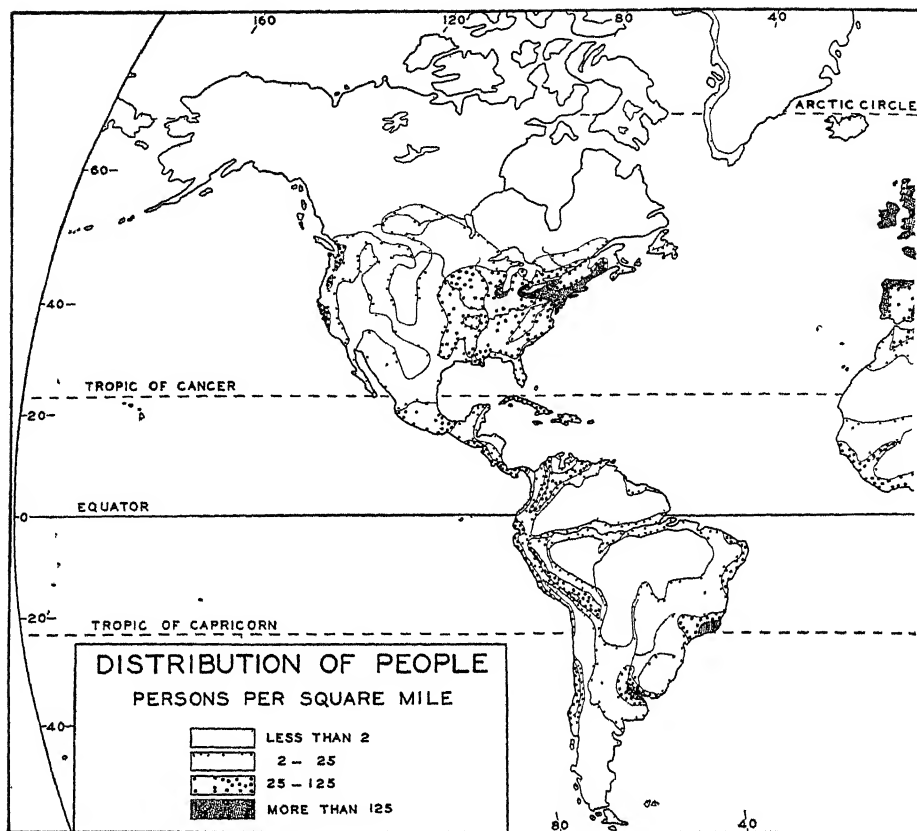 160 120 80 40 0
ARCTIC CIRCLE
60
40
TROPIC OF CANCER
20
EQUATOR
0
20
TROPIC OF CAPRICORN
DISTRIBUTION OF PEOPLE
PERSONS PER SQUARE MILE
LESS THAN 2
2 – 25
40
25 – 125
MORE THAN 125
80 40